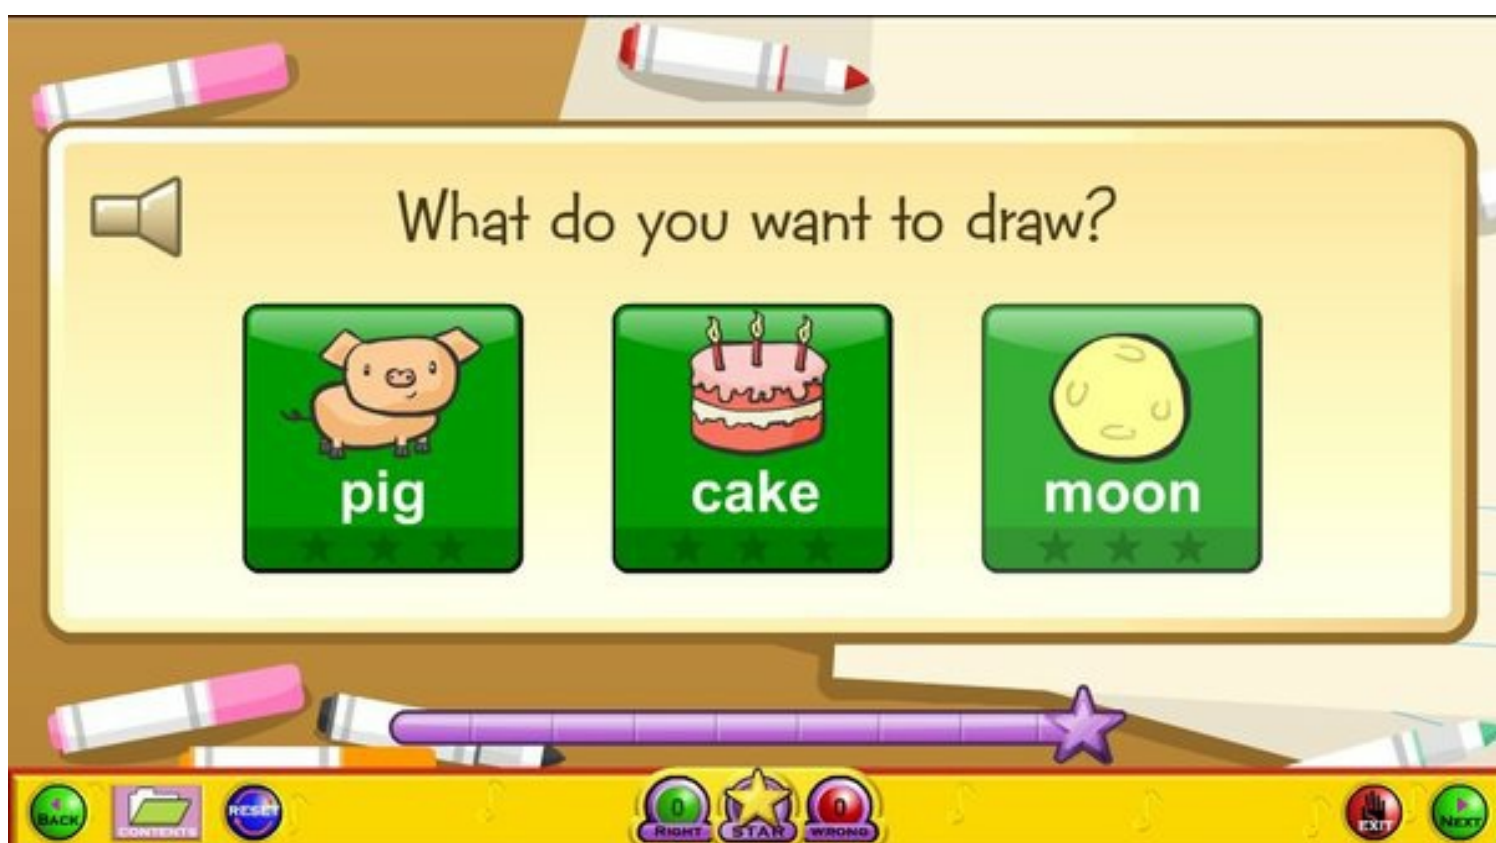 What do you want to draw?
pig
cake
moon
BACK
CONTENTS
RESET
0
RIGHT
STAR
0
WRONG
EXIT
NEXT